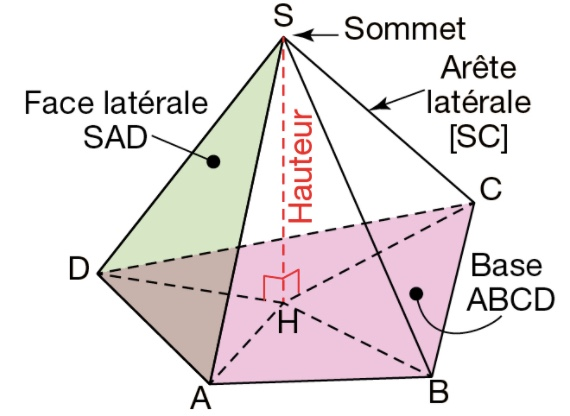 S
Sommet
Arête
latérale
[SC]
Face latérale
SAD
Hauteur
C
D
Base
ABCD
H
A
B